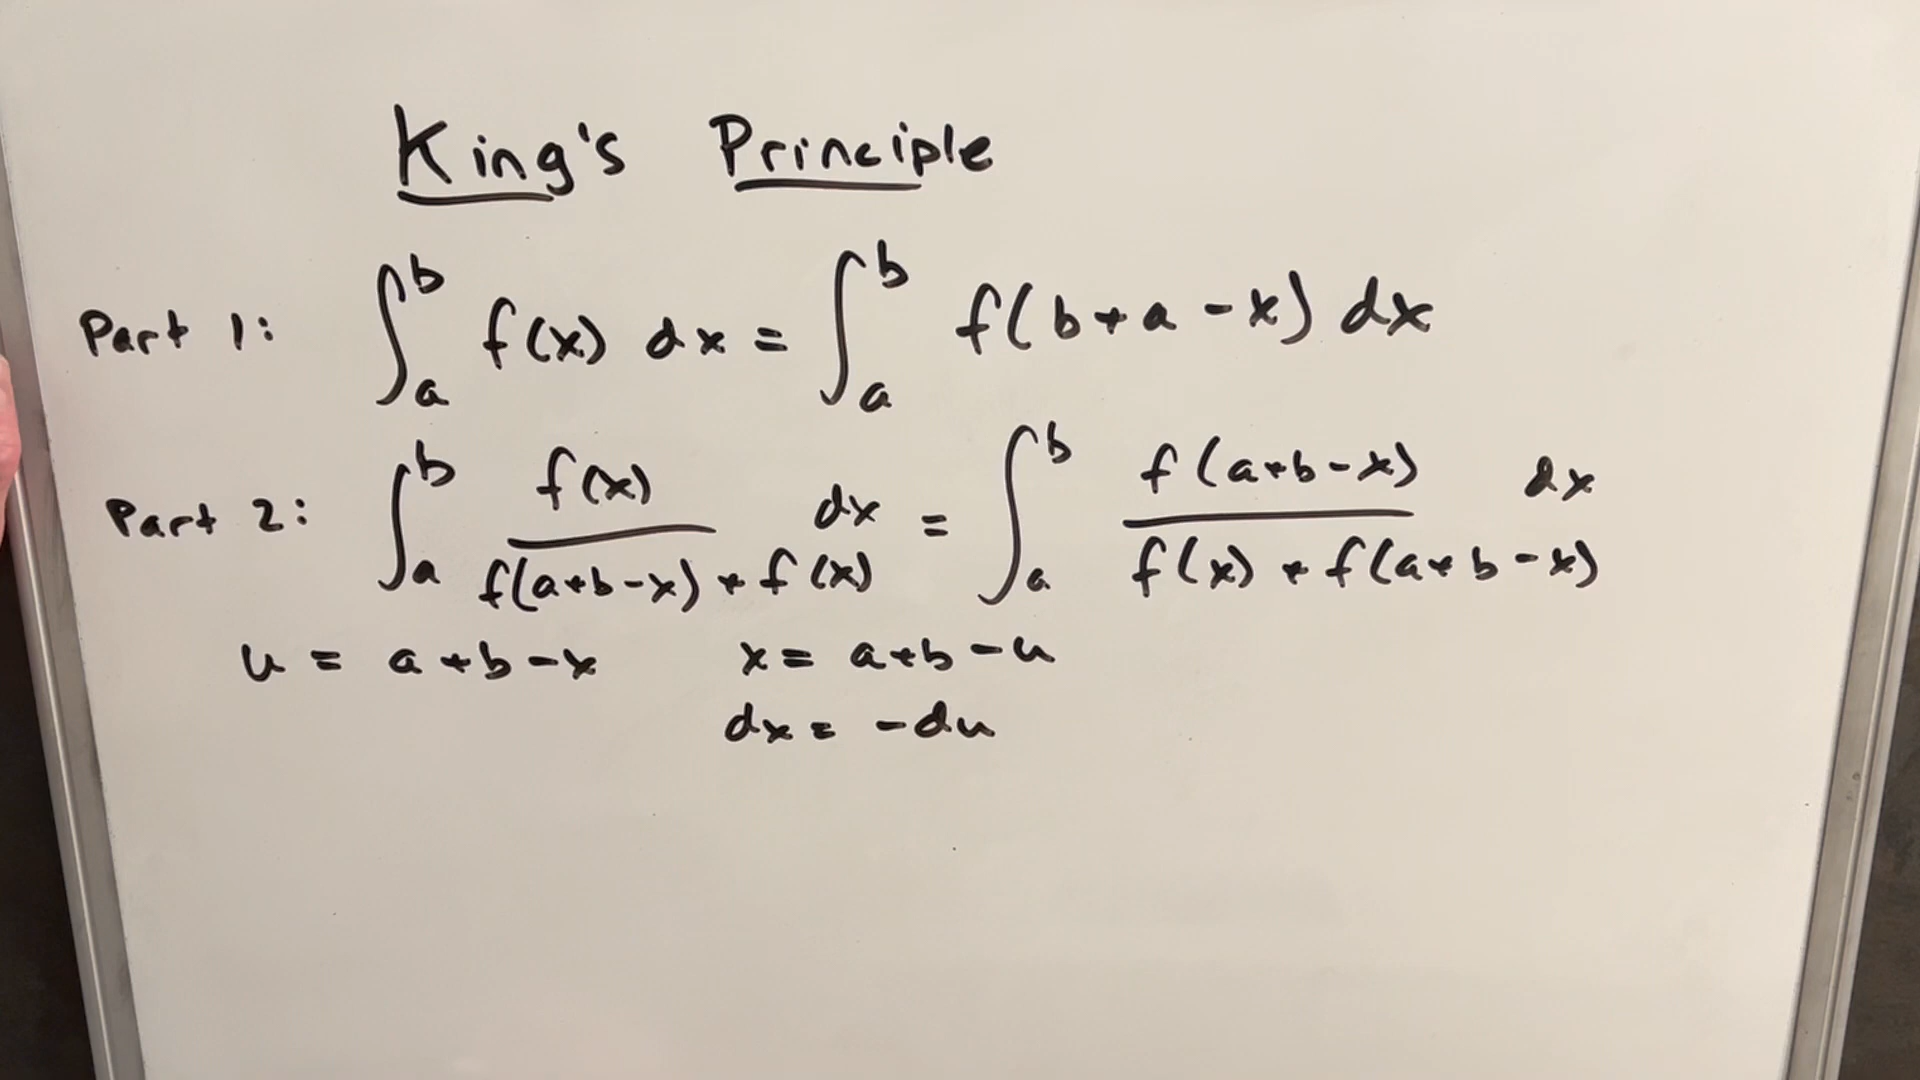 King's Principle
Part 1: ∫_a^b f(x) dx = ∫_a^b f(b+a-x) dx
Part 2: ∫_a^b f(x)/(f(a+b-x) + f(x)) dx = ∫_a^b f(a+b-x)/(f(x) + f(a+b-x)) dx
u = a+b-x x = a+b-u
dx = -du